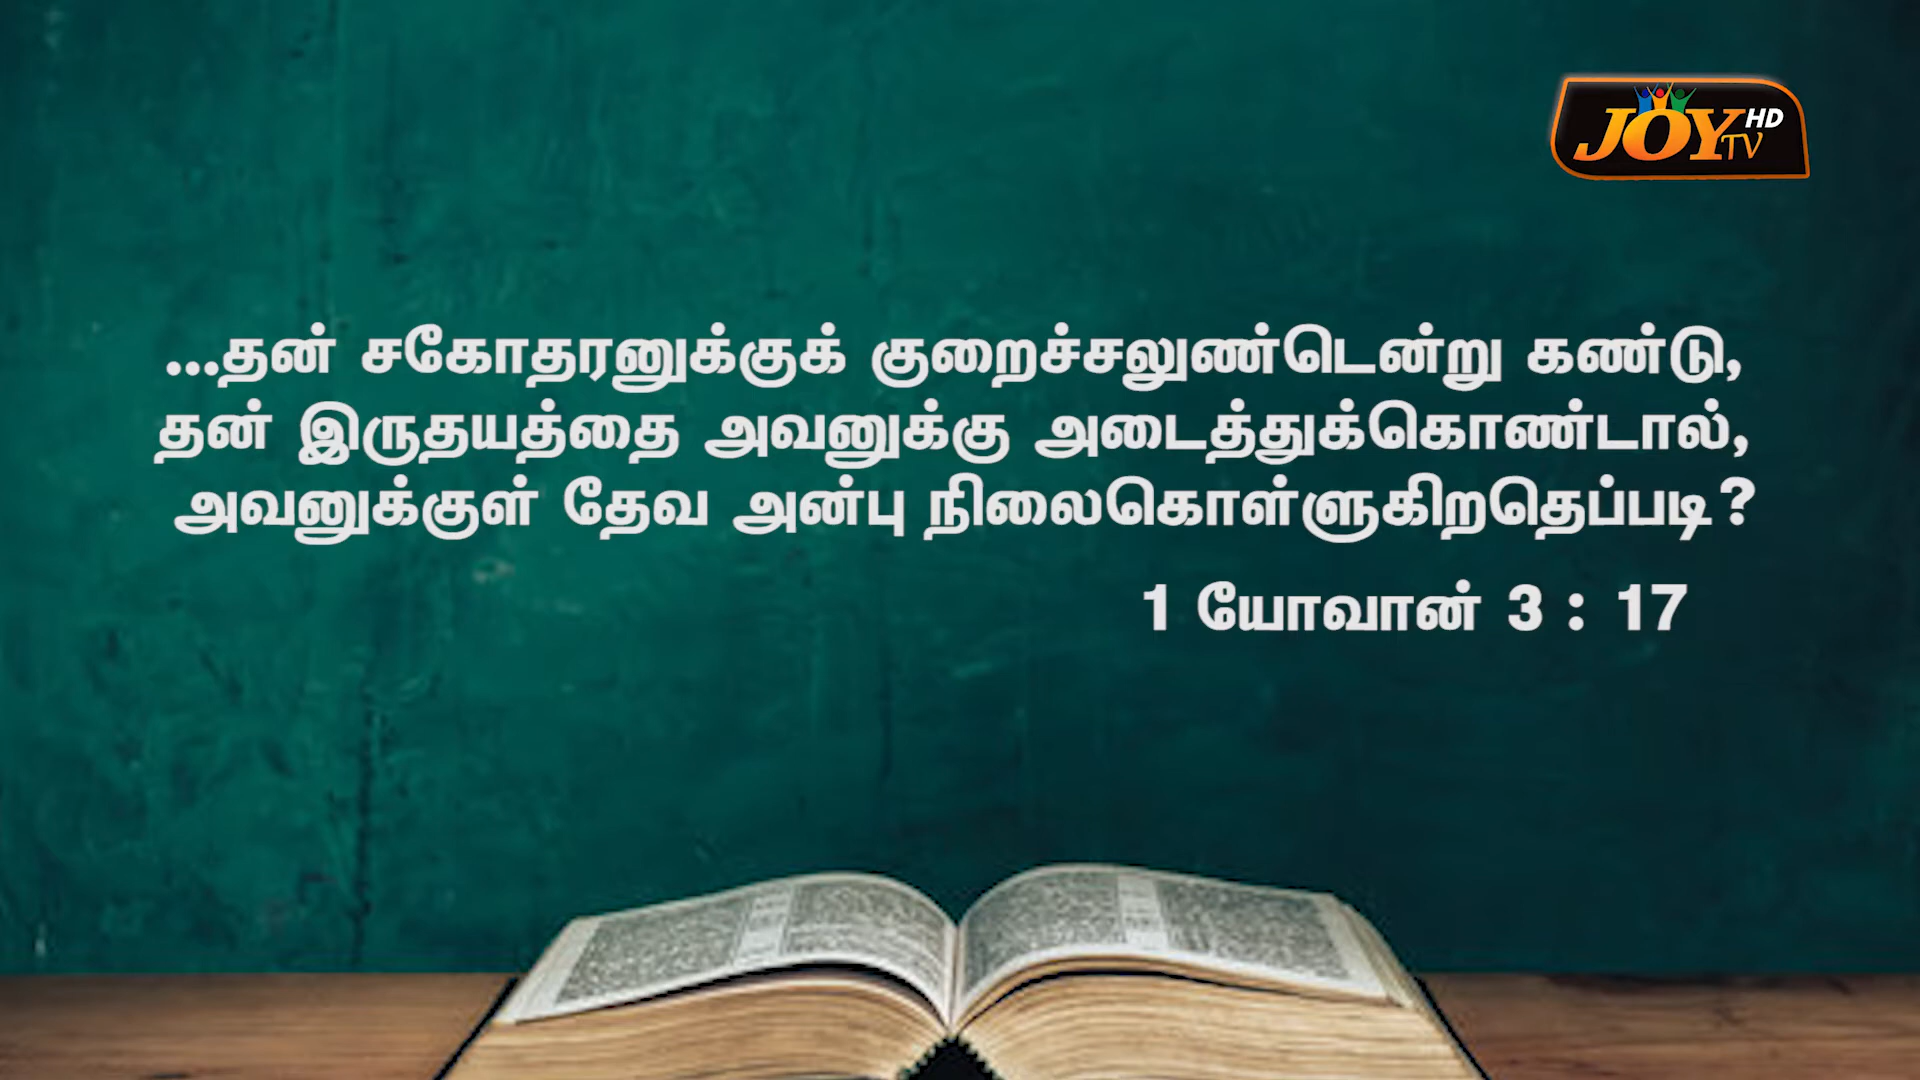 JOY HD
TV
...தன் சகோதரனுக்குக் குறைச்சலுண்டென்று கண்டு,
தன் இருதயத்தை அவனுக்கு அடைத்துக்கொண்டால்,
அவனுக்குள் தேவ அன்பு நிலைகொள்ளுகிறதெப்படி?
1 யோவான் 3 : 17